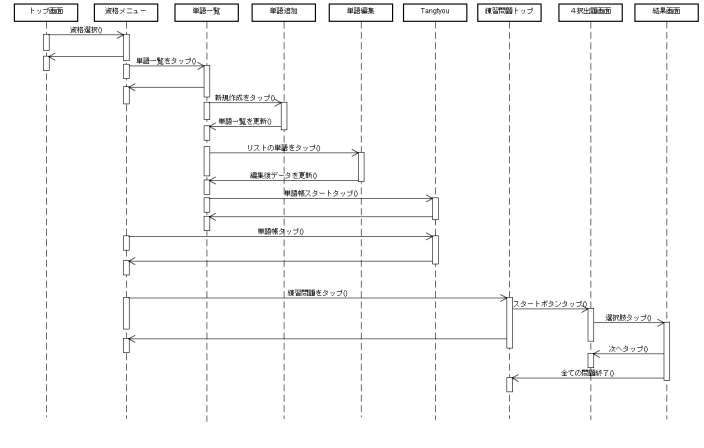 トップ画面
資格メニュー
単語一覧
単語追加
単語編集
Tangtyou
練習問題トップ
4択出題画面
結果画面
資格選択()
単語一覧をタップ()
新規作成をタップ()
単語一覧を更新()
リストの単語をタップ()
編集後データを更新()
単語帳スタートタップ()
単語帳タップ()
練習問題をタップ()
スタートボタンタップ()
選択肢タップ()
次へタップ()
全ての問題終了()